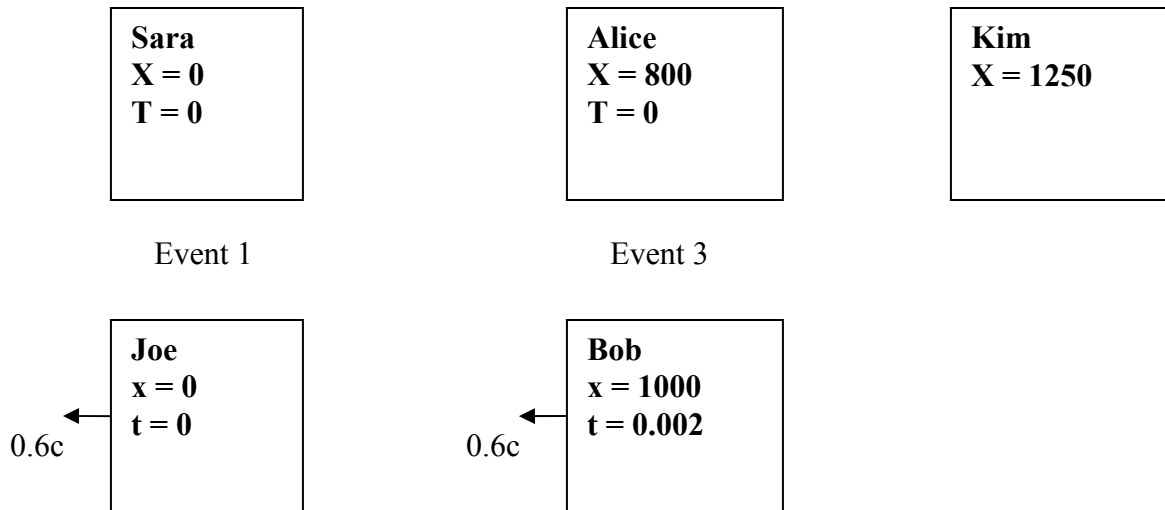 Sara
X = 0
T = 0
Alice
X = 800
T = 0
Kim
X = 1250
Event 1
Event 3
Joe
x = 0
t = 0
0.6c
Bob
x = 1000
t = 0.002
0.6c